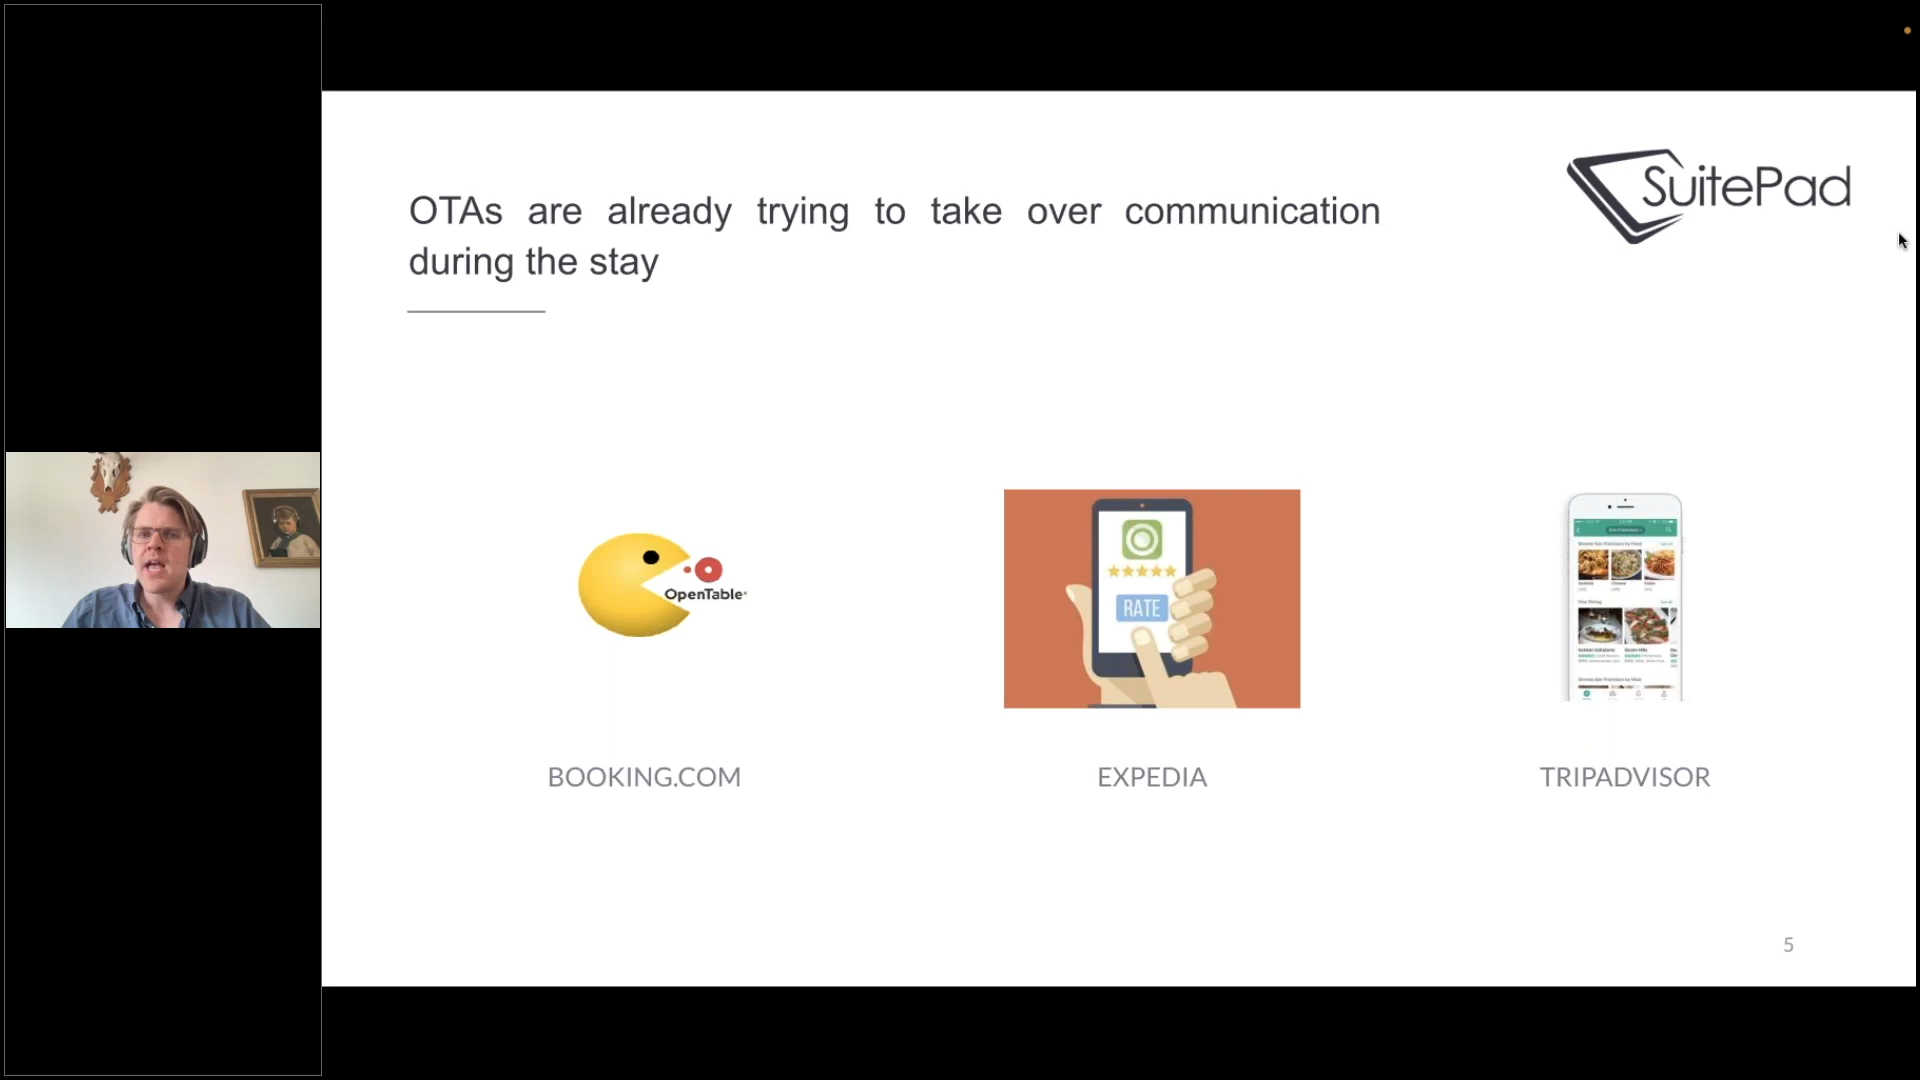 SuitePad
OTAs are already trying to take over communication
during the stay
OpenTable
RATE
BOOKING.COM
EXPEDIA
TRIPADVISOR
5